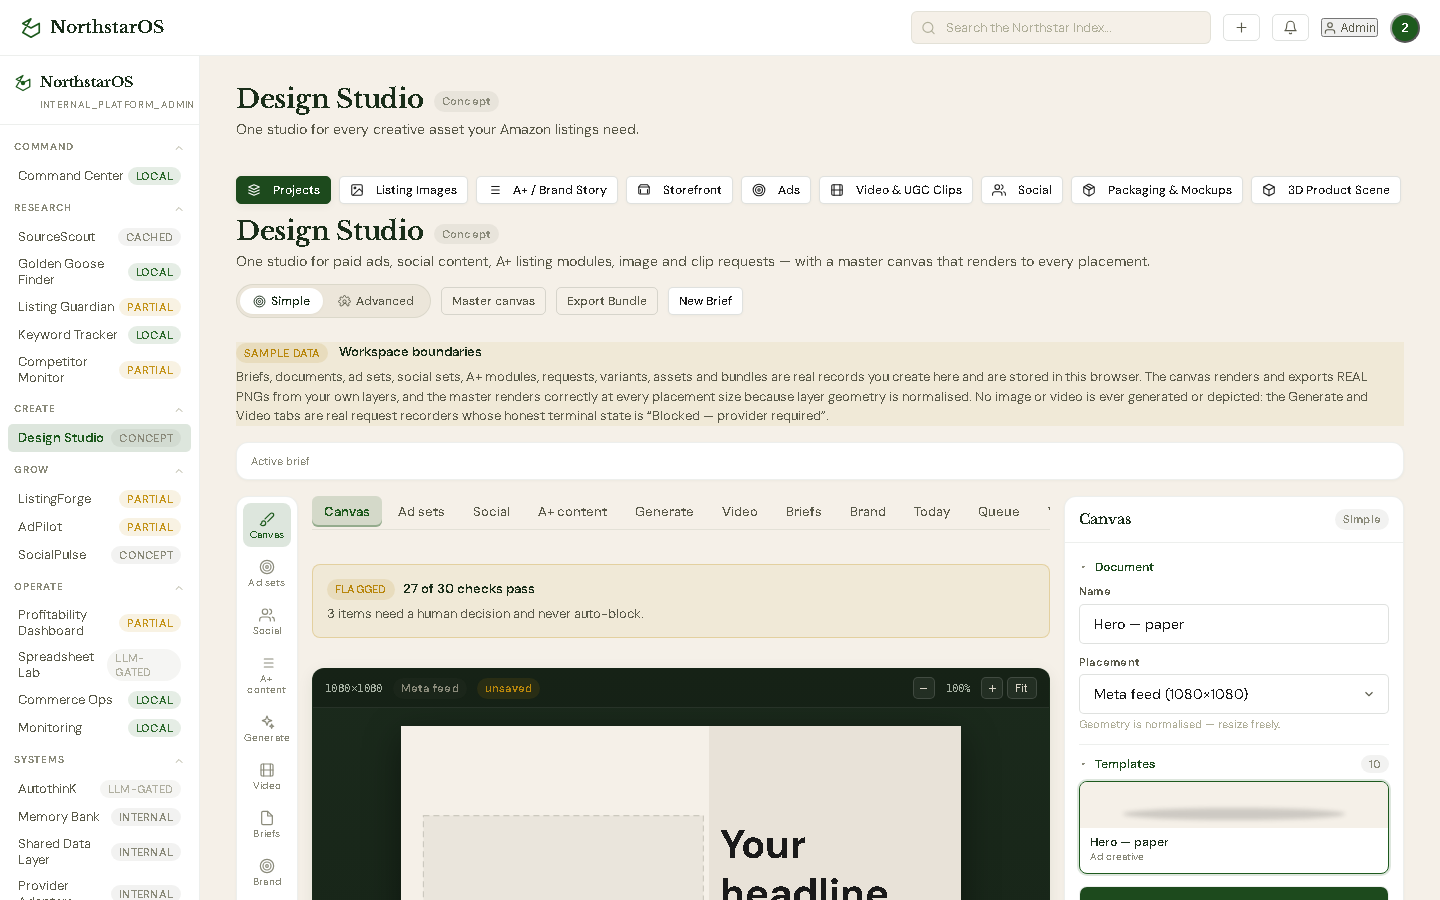 NorthstarOS
Search the Northstar Index...
Admin
2
NorthstarOS
INTERNAL_PLATFORM_ADMIN
COMMAND
Command Center LOCAL
RESEARCH
SourceScout CACHED
Golden Goose
Finder
LOCAL
Listing Guardian PARTIAL
Keyword Tracker LOCAL
Competitor
Monitor
PARTIAL
CREATE
Design Studio CONCEPT
GROW
ListingForge PARTIAL
AdPilot PARTIAL
SocialPulse CONCEPT
OPERATE
Profitability
Dashboard
PARTIAL
Spreadsheet
Lab
LLM-
GATED
Commerce Ops LOCAL
Monitoring LOCAL
SYSTEMS
AutothinK LLM-GATED
Memory Bank INTERNAL
Shared Data
Layer
INTERNAL
Provider
INTERNAL
Design Studio Concept
One studio for every creative asset your Amazon listings need.
Projects Listing Images A+ / Brand Story Storefront Ads Video & UGC Clips Social Packaging & Mockups 3D Product Scene
Design Studio Concept
One studio for paid ads, social content, A+ listing modules, image and clip requests — with a master canvas that renders to every placement.
Simple Advanced Master canvas Export Bundle New Brief
SAMPLE DATA Workspace boundaries
Briefs, documents, ad sets, social sets, A+ modules, requests, variants, assets and bundles are real records you create here and are stored in this browser. The canvas renders and exports REAL
PNGs from your own layers, and the master renders correctly at every placement size because layer geometry is normalised. No image or video is ever generated or depicted: the Generate and
Video tabs are real request recorders whose honest terminal state is “Blocked — provider required”.
Active brief
Canvas
Ad sets
Social
A+
content
Generate
Video
Briefs
Brand
Canvas Ad sets Social A+ content Generate Video Briefs Brand Today Queue
FLAGGED 27 of 30 checks pass
3 items need a human decision and never auto-block.
1080×1080 Meta feed unsaved − 100% + Fit
Your
headline
Canvas Simple
Document
Name
Hero — paper
Placement
Meta feed (1080×1080)
Geometry is normalised — resize freely.
Templates 10
Hero — paper
Ad creative